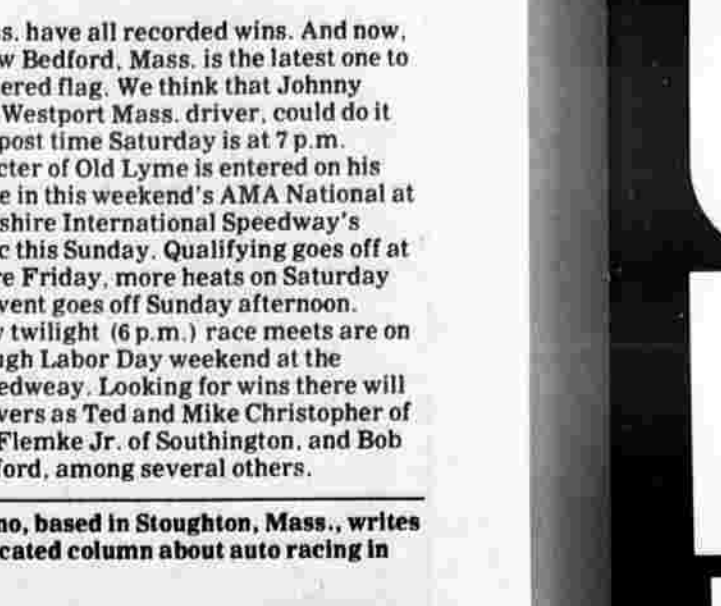 s. have all recorded wins. And now,
w Bedford, Mass. is the latest one to
ered flag. We think that Johnny
Westport Mass. driver, could do it
post time Saturday is at 7 p.m.
cter of Old Lyme is entered on his
e in this weekend's AMA National at
shire International Speedway's
c this Sunday. Qualifying goes off at
re Friday, more heats on Saturday
vent goes off Sunday afternoon.
y twilight (6 p.m.) race meets are on
ugh Labor Day weekend at the
edweay. Looking for wins there will
vers as Ted and Mike Christopher of
Flemke Jr. of Southington, and Bob
ford, among several others.
no, based in Stoughton, Mass., writes
cated column about auto racing in